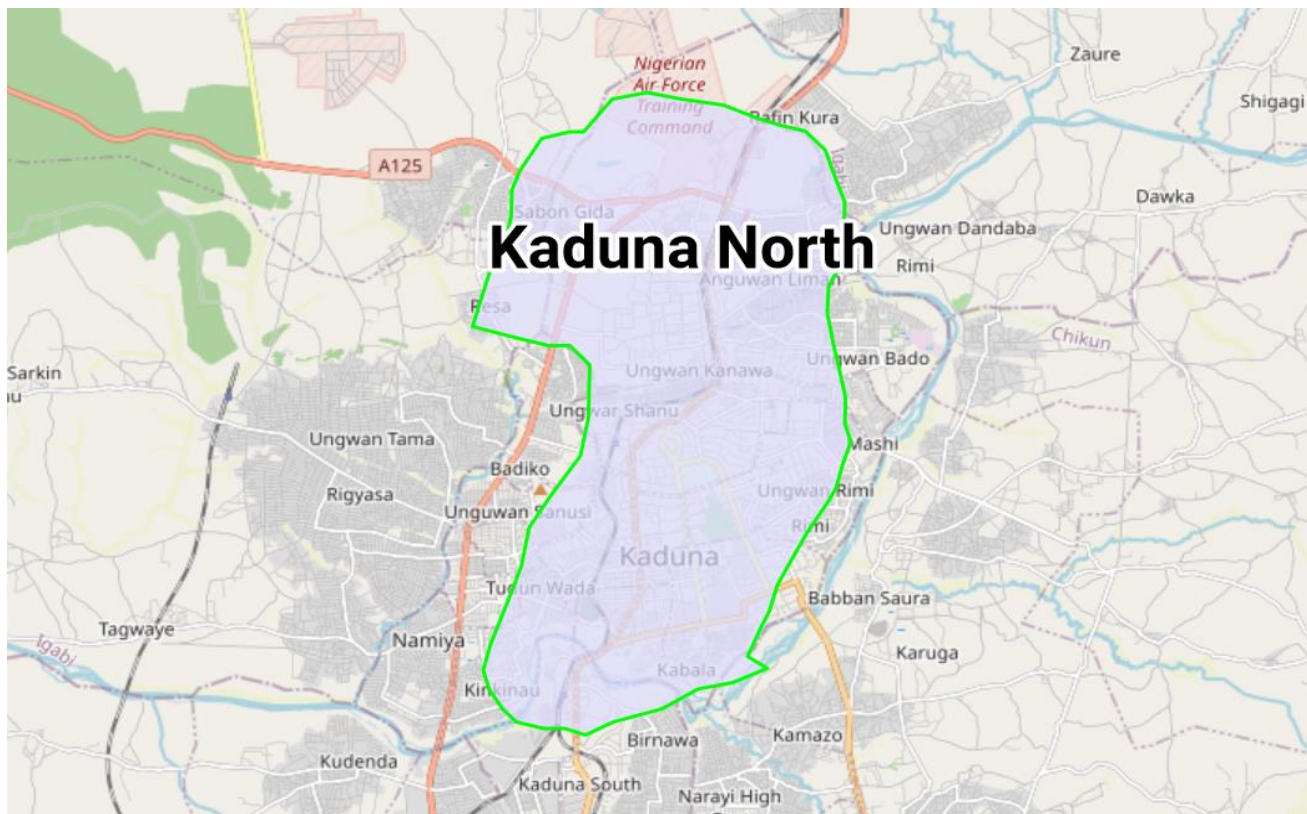 Zaure
Nigerian
Air Force
Training
Command
Shigagi
Rafin Kura
A125
Igabi
Dawka
Sabon Gida
Ungwan Dandaba
Kaduna North
Rimi
Anguwan Liman
Resa
Chikun
Ungwan Bado
Sarkin
Ungwan Kanawa
au
Ungwar Shanu
Ungwan Tama
Mashi
Badiko
Rigyasa
Ungwan Rimi
Unguwan Sanusi
Rimi
Kaduna
Tudun Wada
Babban Saura
Tagwaye
Namiya
Igabi
Karuga
Kabala
Kinkinau
Kamazo
Birnawa
Kudenda
Kaduna South
Narayi High